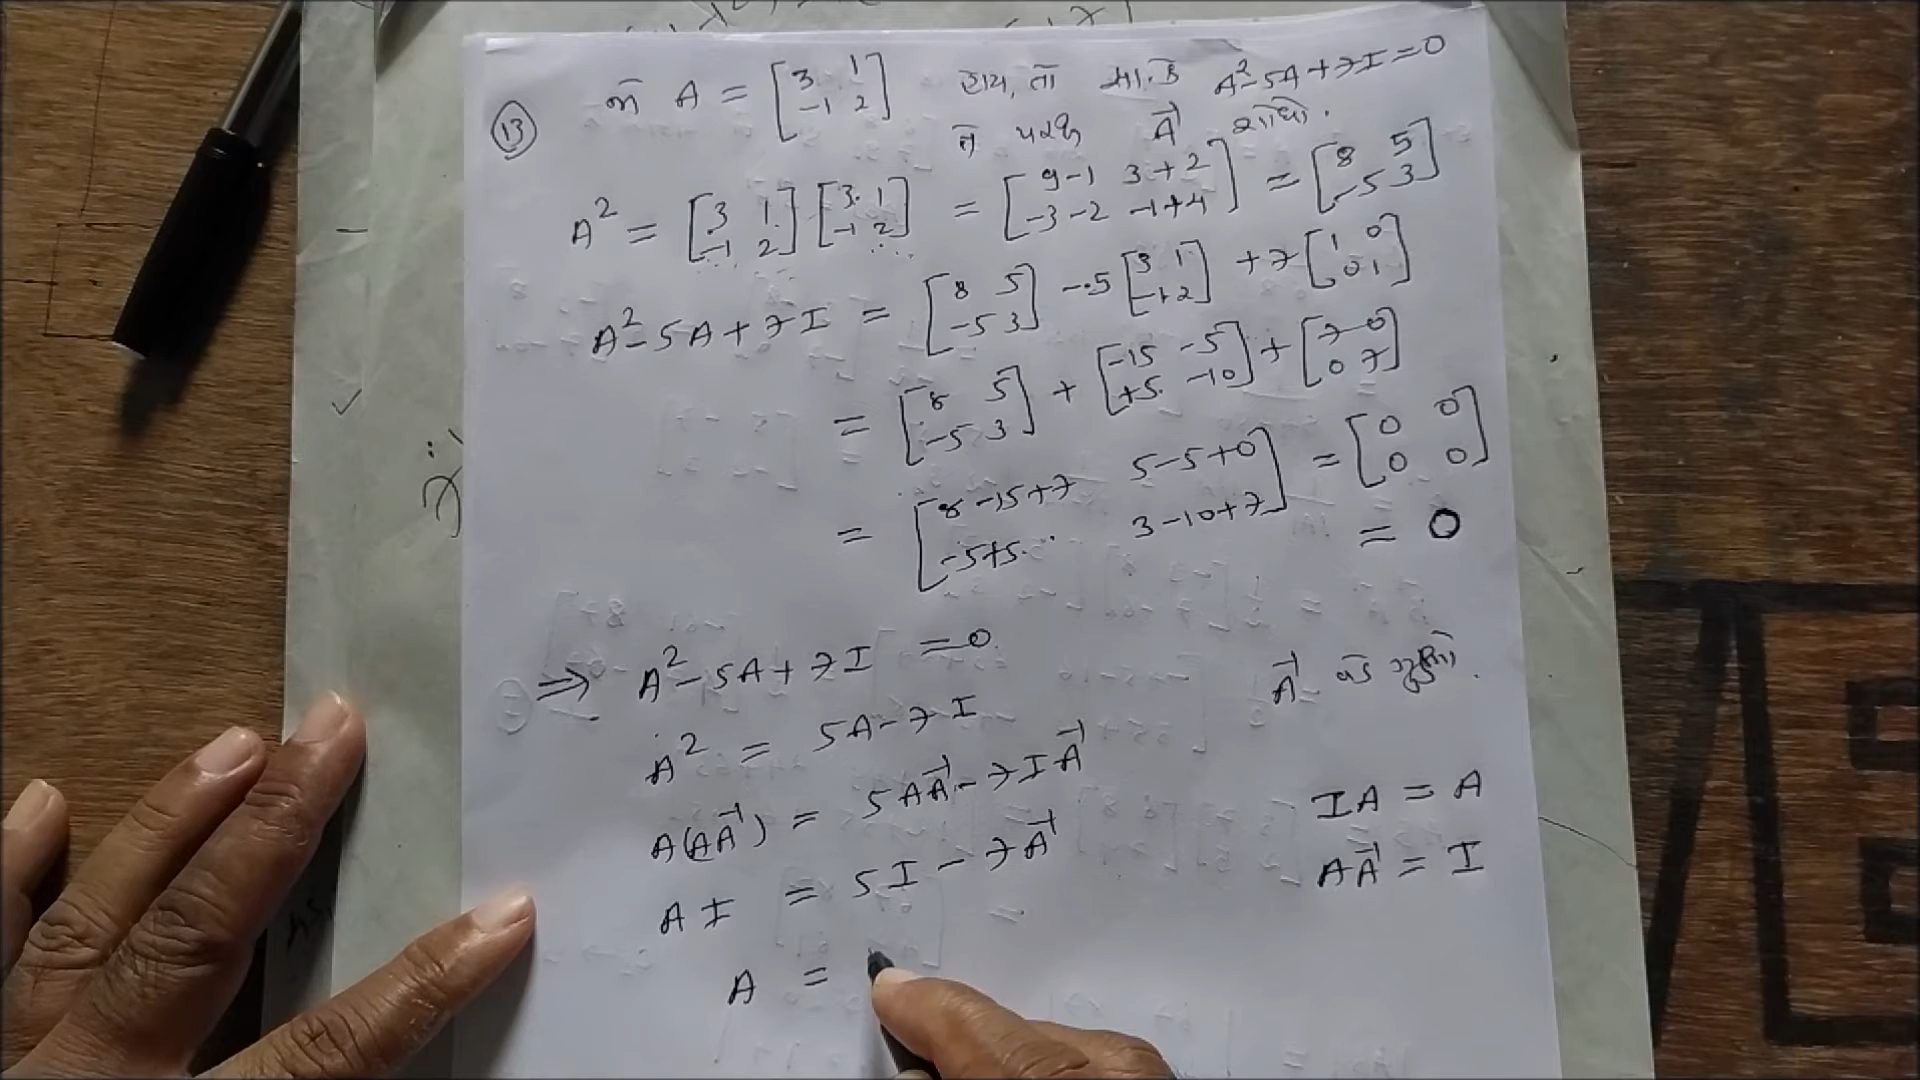 (13) જો A = [3 1 -1 2] હોય, તો સા.કે A²-5A+7I=0
ને પરથી A⁻¹ શોધો.
A² = [3 1 -1 2] [3 1 -1 2] = [9-1 3+2 -3-2 -1+4] = [8 5 -5 3]
A²-5A+7I = [8 5 -5 3] -5 [3 1 -1 2] +7 [1 0 0 1]
= [8 5 -5 3] + [-15 -5 +5 -10] + [7 0 0 7]
= [8-15+7 5-5+0 -5+5 3-10+7] = [0 0 0 0]
= 0
⇒ A²-5A+7I =0
A⁻¹ વડે ગુણતાં.
A² = 5A-7I
A(AA⁻¹) = 5AA⁻¹-7IA⁻¹
IA = A
AI = 5I-7A⁻¹
AA⁻¹ = I
A =